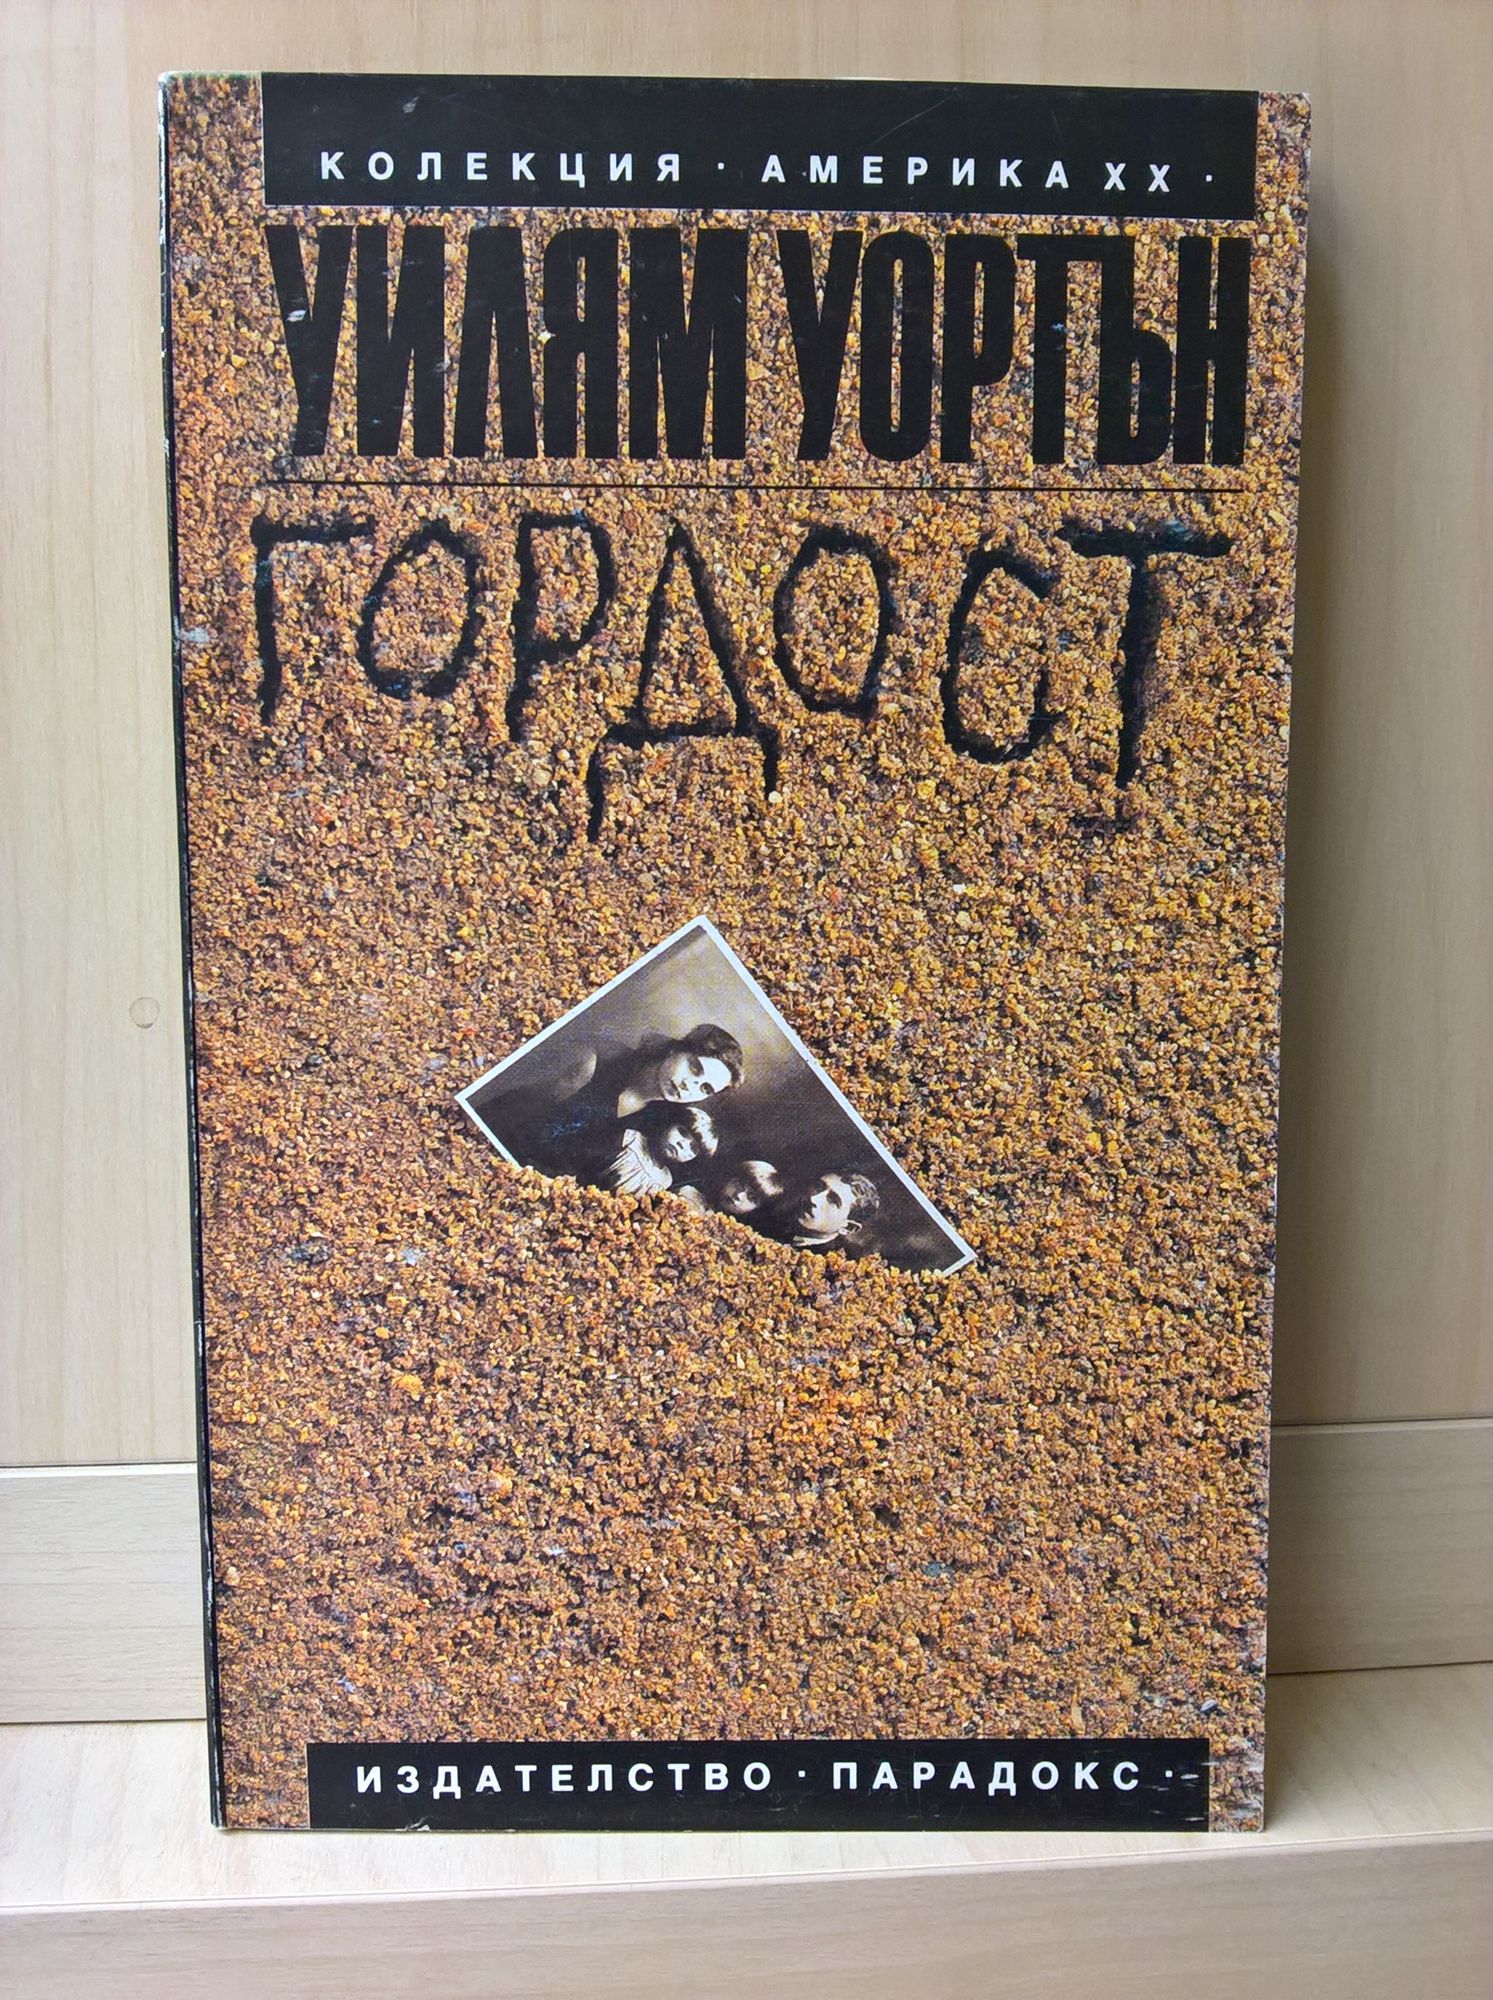 КОЛЕКЦИЯ · АМЕРИКА XX ·
УИЛЯМ УОРТЪН
ГОРДОСТ
ИЗДАТЕЛСТВО · ПАРАДОКС ·